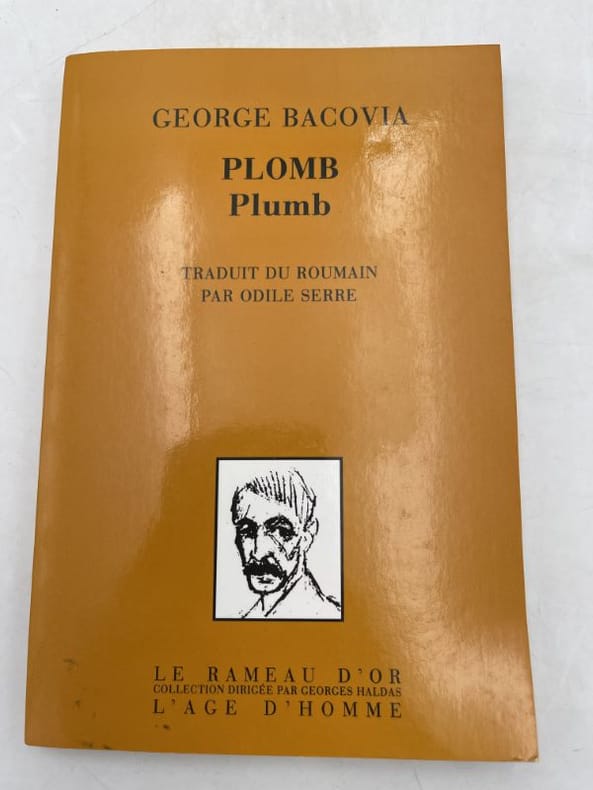 GEORGE BACOVIA
PLOMB
Plumb
TRADUIT DU ROUMAIN
PAR ODILE SERRE
LE RAMEAU D'OR
COLLECTION DIRIGÉE PAR GEORGES HALDAS
L'AGE D'HOMME